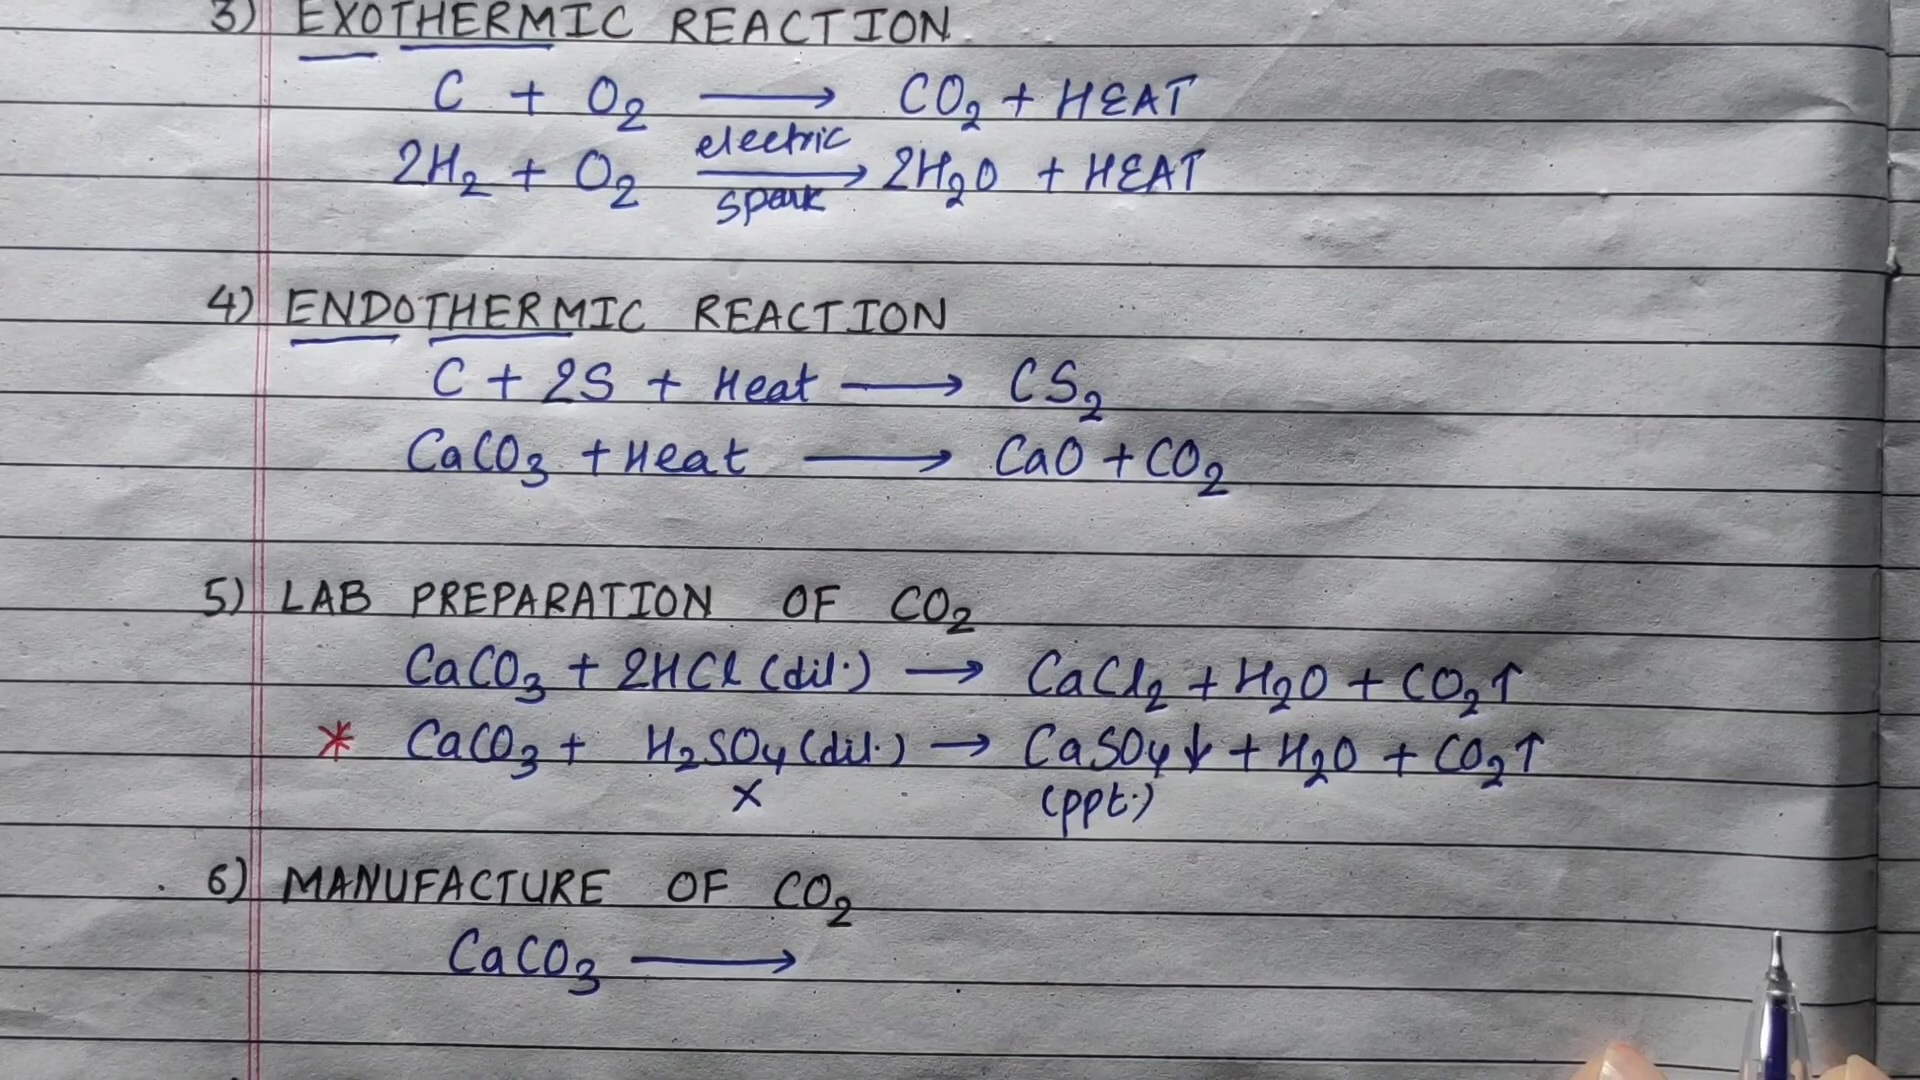 3) EXOTHERMIC REACTION
C + O₂ ⟶ CO₂ + HEAT
2H₂ + O₂ electric spark ⟶ 2H₂O + HEAT
4) ENDOTHERMIC REACTION
C + 2S + Heat ⟶ CS₂
CaCO₃ + Heat ⟶ CaO + CO₂
5) LAB PREPARATION OF CO₂
CaCO₃ + 2HCl (dil.) ⟶ CaCl₂ + H₂O + CO₂↑
* CaCO₃ + H₂SO₄ (dil.) ⟶ CaSO₄↓ + H₂O + CO₂↑
x (ppt.)
6) MANUFACTURE OF CO₂
CaCO₃ ⟶